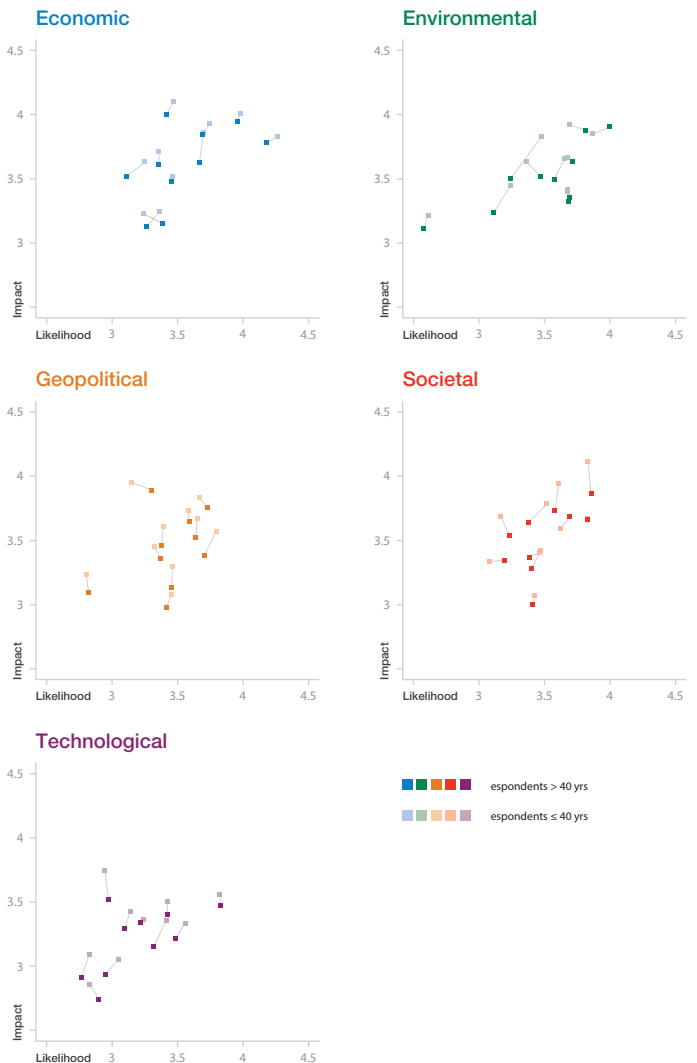 Economic
4.5
4
3.5
3
Impact
Likelihood 3 3.5 4 4.5
Environmental
4.5
4
3.5
3
Impact
Likelihood 3 3.5 4 4.5
Geopolitical
4.5
4
3.5
3
Impact
Likelihood 3 3.5 4 4.5
Societal
4.5
4
3.5
3
Impact
Likelihood 3 3.5 4 4.5
Technological
4.5
4
3.5
3
Impact
Likelihood 3 3.5 4 4.5
espondents > 40 yrs
espondents ≤ 40 yrs